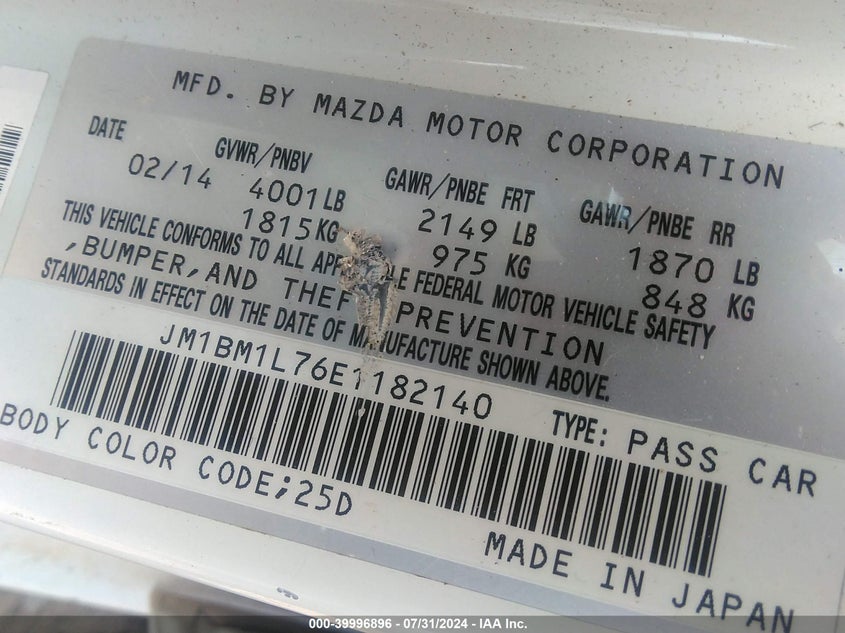 MFD. BY MAZDA MOTOR CORPORATION
DATE GVWR/PNBV GAWR/PNBE FRT GAWR/PNBE RR
02/14 4001LB 2149 LB 1870 LB
1815KG 975 KG 848 KG
THIS VEHICLE CONFORMS TO ALL FEDERAL MOTOR VEHICLE SAFETY
,BUMPER,AND THEF PREVENTION
STANDARDS IN EFFECT ON THE DATE OF MANUFACTURE SHOWN ABOVE.
JM1BM1L76E1182140
TYPE: PASS CAR
BODY COLOR CODE;25D
MADE IN JAPAN
000-39996896 - 07/31/2024 - IAA Inc.